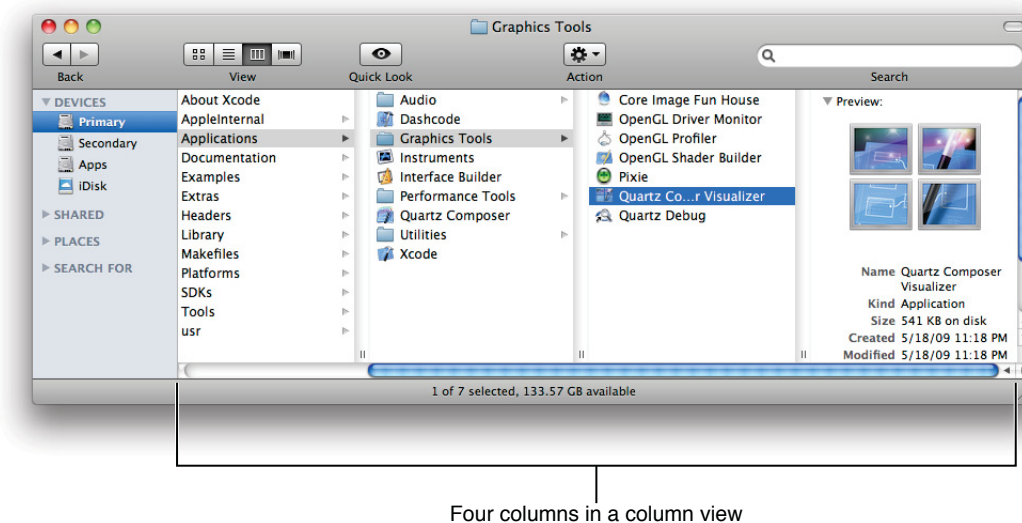 Graphics Tools
Back
View
Quick Look
Action
Search
DEVICES
Primary
Secondary
Apps
iDisk
SHARED
PLACES
SEARCH FOR
About Xcode
AppleInternal
Applications
Documentation
Examples
Extras
Headers
Library
Makefiles
Platforms
SDKs
Tools
usr
Audio
Dashcode
Graphics Tools
Instruments
Interface Builder
Performance Tools
Quartz Composer
Utilities
Xcode
Core Image Fun House
OpenGL Driver Monitor
OpenGL Profiler
OpenGL Shader Builder
Pixie
Quartz Co...r Visualizer
Quartz Debug
Preview:
Name Quartz Composer
Visualizer
Kind Application
Size 541 KB on disk
Created 5/18/09 11:18 PM
Modified 5/18/09 11:18 PM
1 of 7 selected, 133.57 GB available
Four columns in a column view